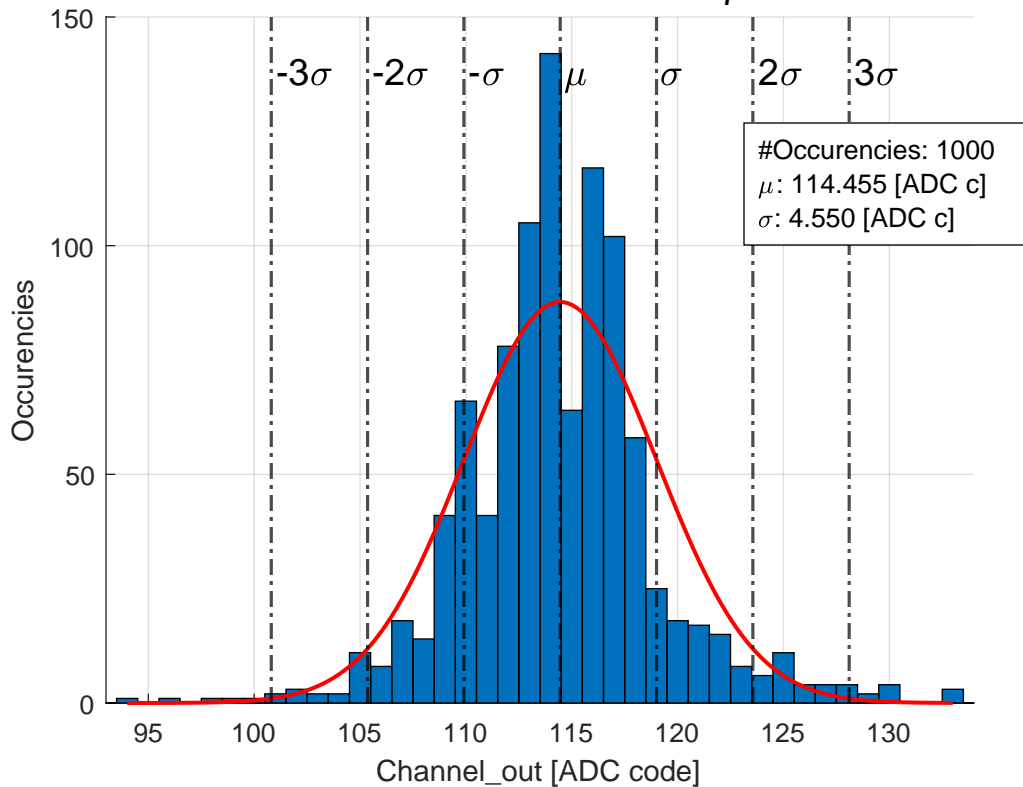 150
100
50
0
-3σ -2σ -σ μ σ 2σ 3σ
#Occurencies: 1000
μ: 114.455 [ADC c]
σ: 4.550 [ADC c]
Occurencies
95 100 105 110 115 120 125 130
Channel_out [ADC code]